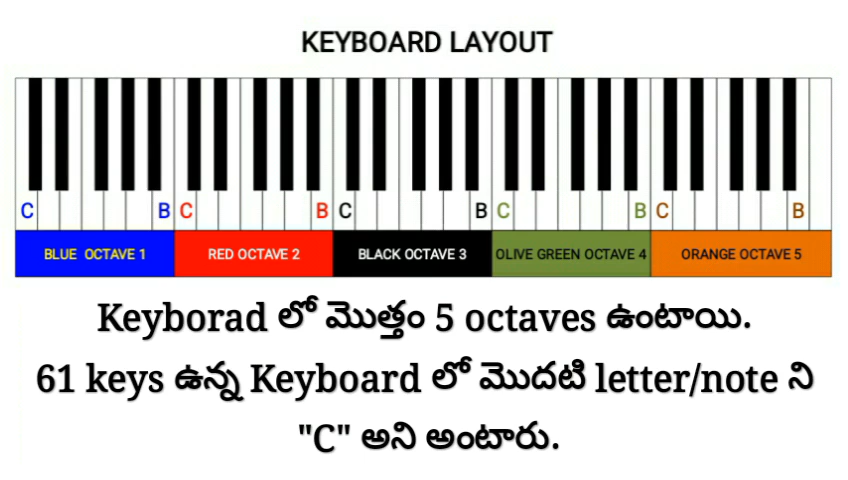 KEYBOARD LAYOUT
C B C B C B C B C B
BLUE OCTAVE 1 RED OCTAVE 2 BLACK OCTAVE 3 OLIVE GREEN OCTAVE 4 ORANGE OCTAVE 5
Keyborad లో మొత్తం 5 octaves ఉంటాయి.
61 keys ఉన్న Keyboard లో మొదటి letter/note ని
"C" అని అంటారు.